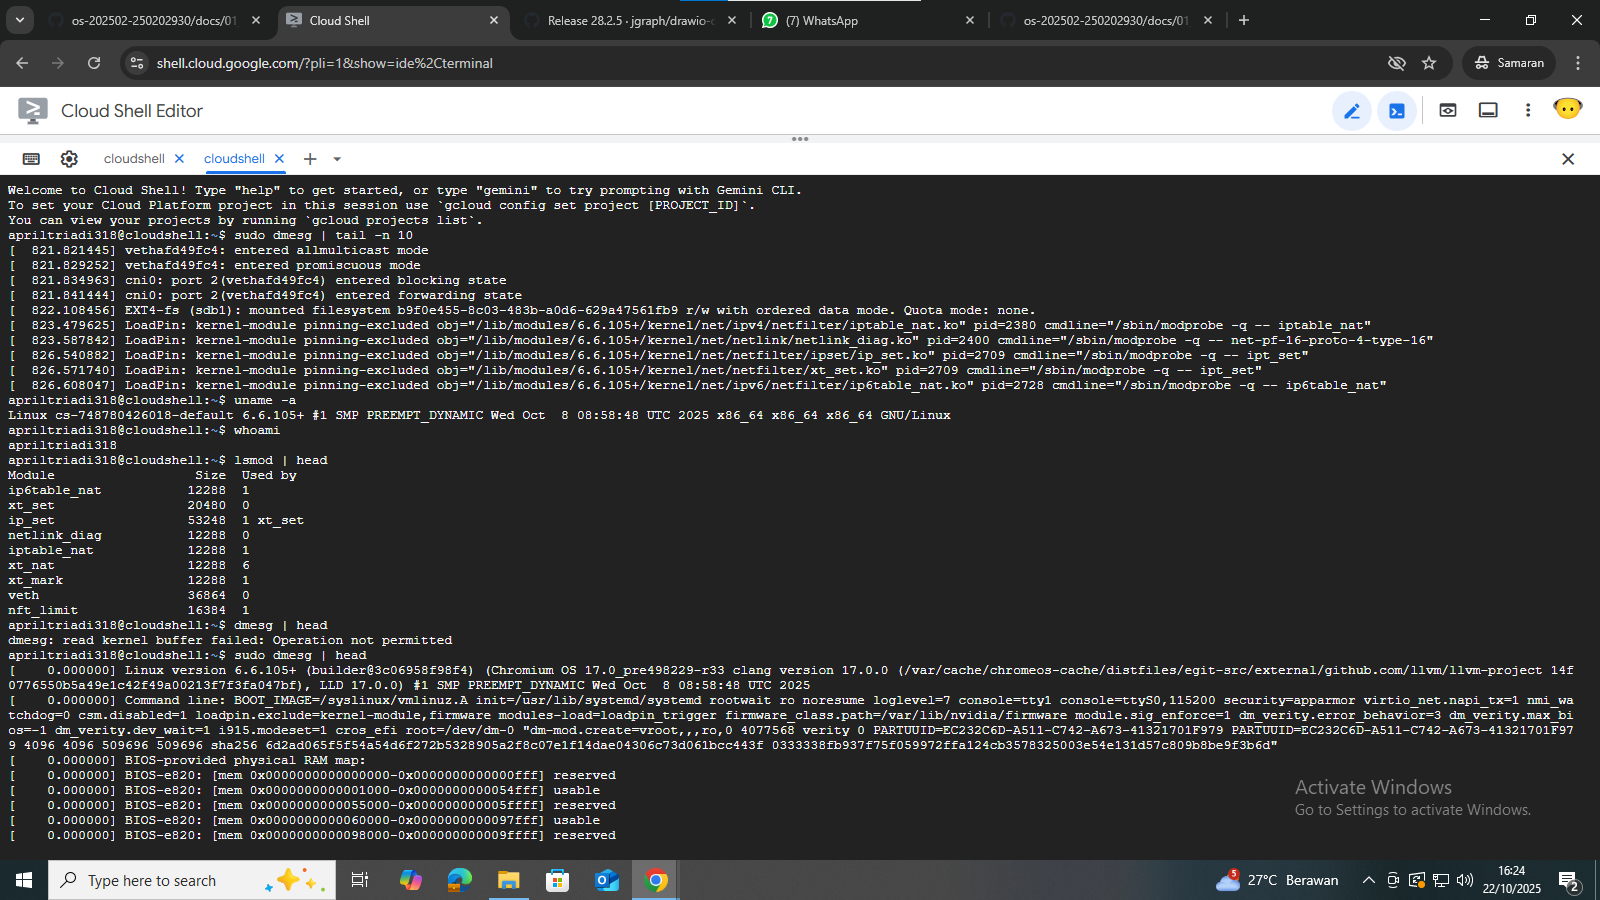 os-202502-250202930/docs/01
Cloud Shell
Release 28.2.5 · jgraph/drawio-
(7) WhatsApp
os-202502-250202930/docs/01
shell.cloud.google.com/?pli=1&show=ide%2Cterminal
Samaran
Cloud Shell Editor
cloudshell
cloudshell
Welcome to Cloud Shell! Type "help" to get started, or type "gemini" to try prompting with Gemini CLI.
To set your Cloud Platform project in this session use `gcloud config set project [PROJECT_ID]`.
You can view your projects by running `gcloud projects list`.
apriltriadi318@cloudshell:~$ sudo dmesg | tail -n 10
[  821.821445] vethafd49fc4: entered allmulticast mode
[  821.829252] vethafd49fc4: entered promiscuous mode
[  821.834963] cni0: port 2(vethafd49fc4) entered blocking state
[  821.841444] cni0: port 2(vethafd49fc4) entered forwarding state
[  822.108456] EXT4-fs (sdb1): mounted filesystem b9f0e455-8c03-483b-a0d6-629a47561fb9 r/w with ordered data mode. Quota mode: none.
[  823.479625] LoadPin: kernel-module pinning-excluded obj="/lib/modules/6.6.105+/kernel/net/ipv4/netfilter/iptable_nat.ko" pid=2380 cmdline="/sbin/modprobe -q -- iptable_nat"
[  823.587842] LoadPin: kernel-module pinning-excluded obj="/lib/modules/6.6.105+/kernel/net/netlink/netlink_diag.ko" pid=2400 cmdline="/sbin/modprobe -q -- net-pf-16-proto-4-type-16"
[  826.540882] LoadPin: kernel-module pinning-excluded obj="/lib/modules/6.6.105+/kernel/net/netfilter/ipset/ip_set.ko" pid=2709 cmdline="/sbin/modprobe -q -- ipt_set"
[  826.571740] LoadPin: kernel-module pinning-excluded obj="/lib/modules/6.6.105+/kernel/net/netfilter/xt_set.ko" pid=2709 cmdline="/sbin/modprobe -q -- ipt_set"
[  826.608047] LoadPin: kernel-module pinning-excluded obj="/lib/modules/6.6.105+/kernel/net/ipv6/netfilter/ip6table_nat.ko" pid=2728 cmdline="/sbin/modprobe -q -- ip6table_nat"
apriltriadi318@cloudshell:~$ uname -a
Linux cs-748780426018-default 6.6.105+ #1 SMP PREEMPT_DYNAMIC Wed Oct  8 08:58:48 UTC 2025 x86_64 x86_64 x86_64 GNU/Linux
apriltriadi318@cloudshell:~$ whoami
apriltriadi318
apriltriadi318@cloudshell:~$ lsmod | head
Module                  Size  Used by
ip6table_nat           12288  1
xt_set                 20480  0
ip_set                 53248  1 xt_set
netlink_diag           12288  0
iptable_nat            12288  1
xt_nat                 12288  6
xt_mark                12288  1
veth                   36864  0
nft_limit              16384  1
apriltriadi318@cloudshell:~$ dmesg | head
dmesg: read kernel buffer failed: Operation not permitted
apriltriadi318@cloudshell:~$ sudo dmesg | head
[    0.000000] Linux version 6.6.105+ (builder@3c06958f98f4) (Chromium OS 17.0_pre498229-r33 clang version 17.0.0 (/var/cache/chromeos-cache/distfiles/egit-src/external/github.com/llvm/llvm-project 14f
0776550b5a49e1c42f49a00213f7f3fa047bf), LLD 17.0.0) #1 SMP PREEMPT_DYNAMIC Wed Oct  8 08:58:48 UTC 2025
[    0.000000] Command line: BOOT_IMAGE=/syslinux/vmlinuz.A init=/usr/lib/systemd/systemd rootwait ro noresume loglevel=7 console=tty1 console=ttyS0,115200 security=apparmor virtio_net.napi_tx=1 nmi_wa
tchdog=0 csm.disabled=1 loadpin.exclude=kernel-module,firmware modules-load=loadpin_trigger firmware_class.path=/var/lib/nvidia/firmware module.sig_enforce=1 dm_verity.error_behavior=3 dm_verity.max_bi
os=-1 dm_verity.dev_wait=1 i915.modeset=1 cros_efi root=/dev/dm-0 "dm-mod.create=vroot,,,ro,0 4077568 verity 0 PARTUUID=EC232C6D-A511-C742-A673-41321701F979 PARTUUID=EC232C6D-A511-C742-A673-41321701F97
9 4096 4096 509696 509696 sha256 6d2ad065f5f54a54d6f272b5328905a2f8c07e1f14dae04306c73d061bcc443f 0333338fb937f75f059972ffa124cb3578325003e54e131d57c809b8be9f3b6d"
[    0.000000] BIOS-provided physical RAM map:
[    0.000000] BIOS-e820: [mem 0x0000000000000000-0x0000000000000fff] reserved
[    0.000000] BIOS-e820: [mem 0x0000000000001000-0x0000000000054fff] usable
[    0.000000] BIOS-e820: [mem 0x0000000000055000-0x000000000005ffff] reserved
[    0.000000] BIOS-e820: [mem 0x0000000000060000-0x0000000000097fff] usable
[    0.000000] BIOS-e820: [mem 0x0000000000098000-0x000000000009ffff] reserved
Activate Windows
Go to Settings to activate Windows.
Type here to search
5
27°C Berawan
16:24
22/10/2025
2